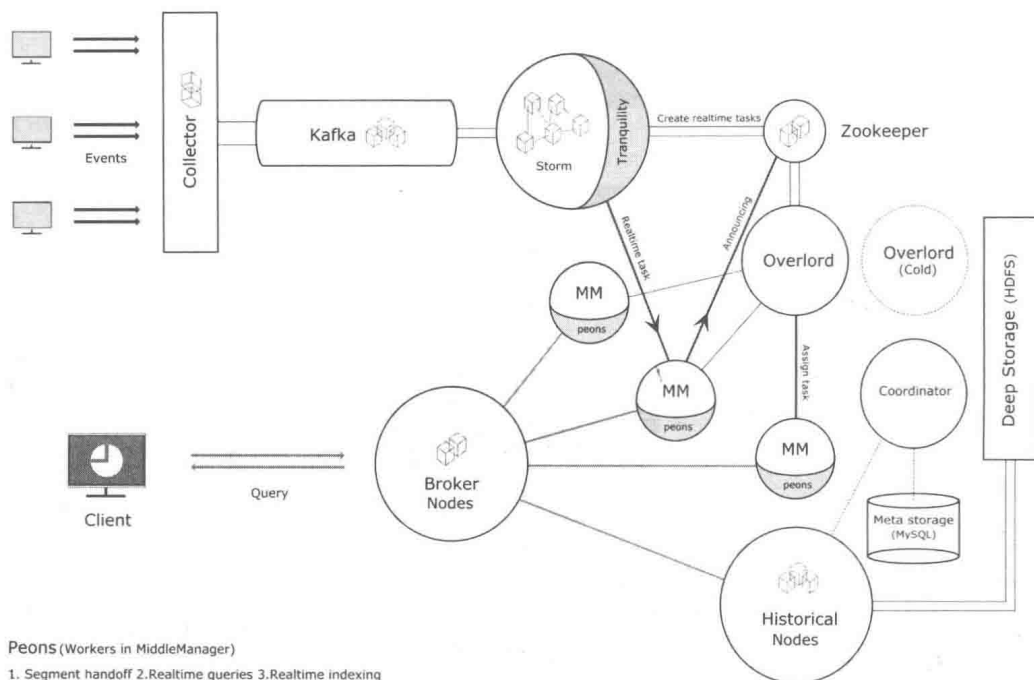 Events
Collector
Kafka
Storm
Tranquility
Create realtime tasks
Zookeeper
Realtime task
Announcing
Overlord
Overlord
(Cold)
Deep Storage (HDFS)
MM
peons
MM
peons
Assign task
Coordinator
MM
peons
Client
Query
Broker
Nodes
Meta storage
(MySQL)
Historical
Nodes
Peons (Workers in MiddleManager)
1. Segment handoff 2.Realtime queries 3.Realtime indexing